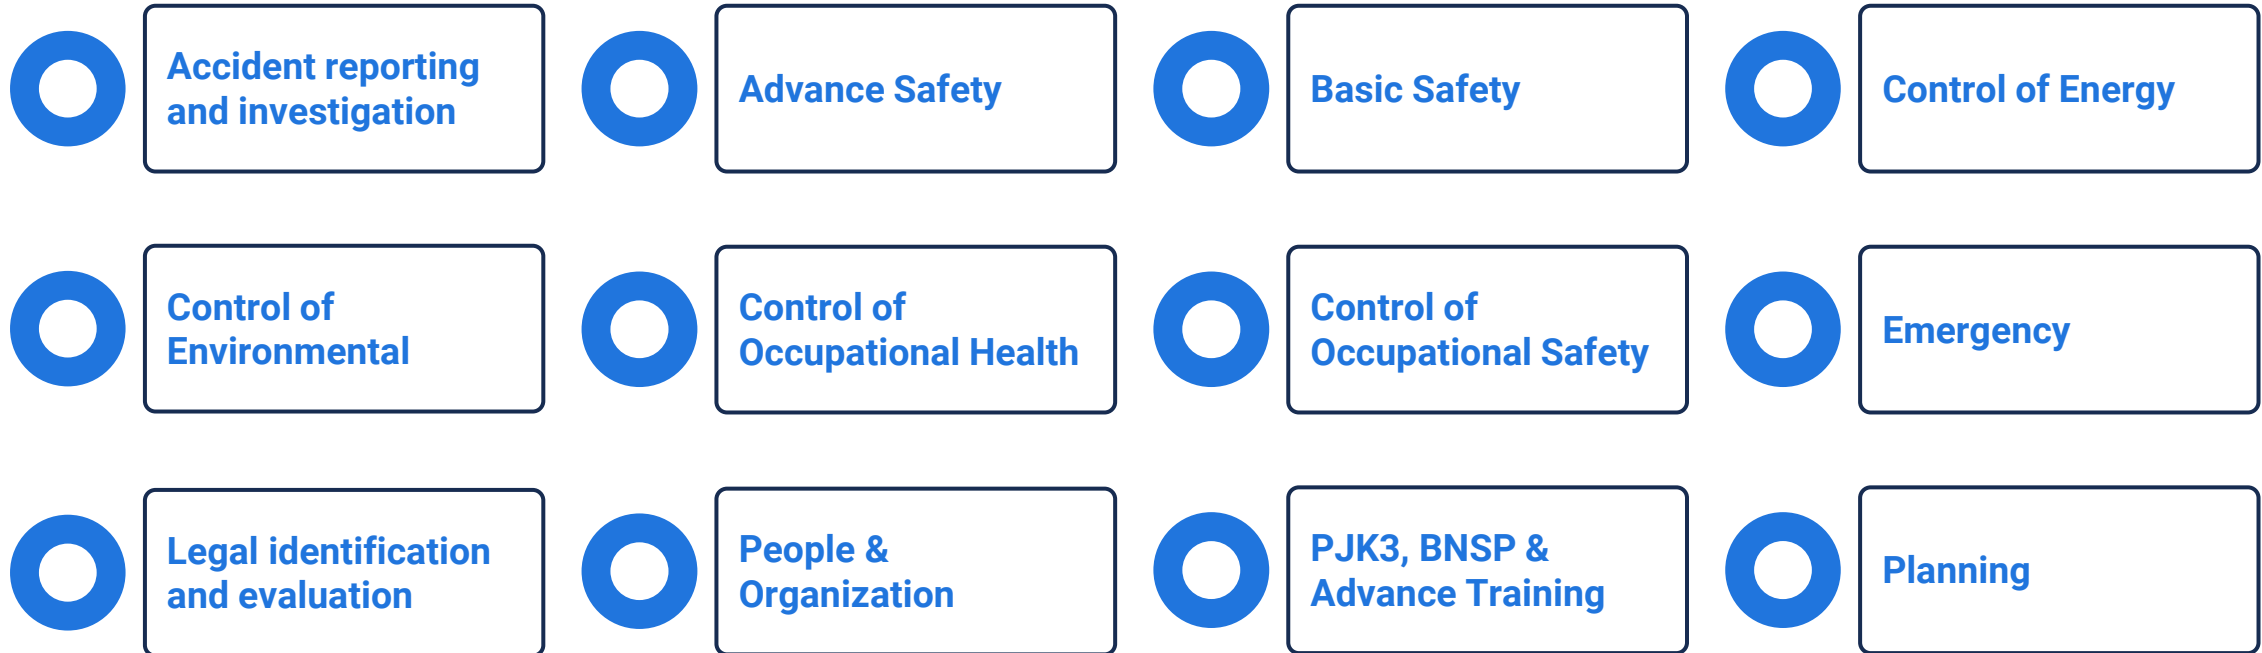 Accident reporting
and investigation
Advance Safety
Basic Safety
Control of Energy
Control of
Environmental
Control of
Occupational Health
Control of
Occupational Safety
Emergency
Legal identification
and evaluation
People &
Organization
PJK3, BNSP &
Advance Training
Planning